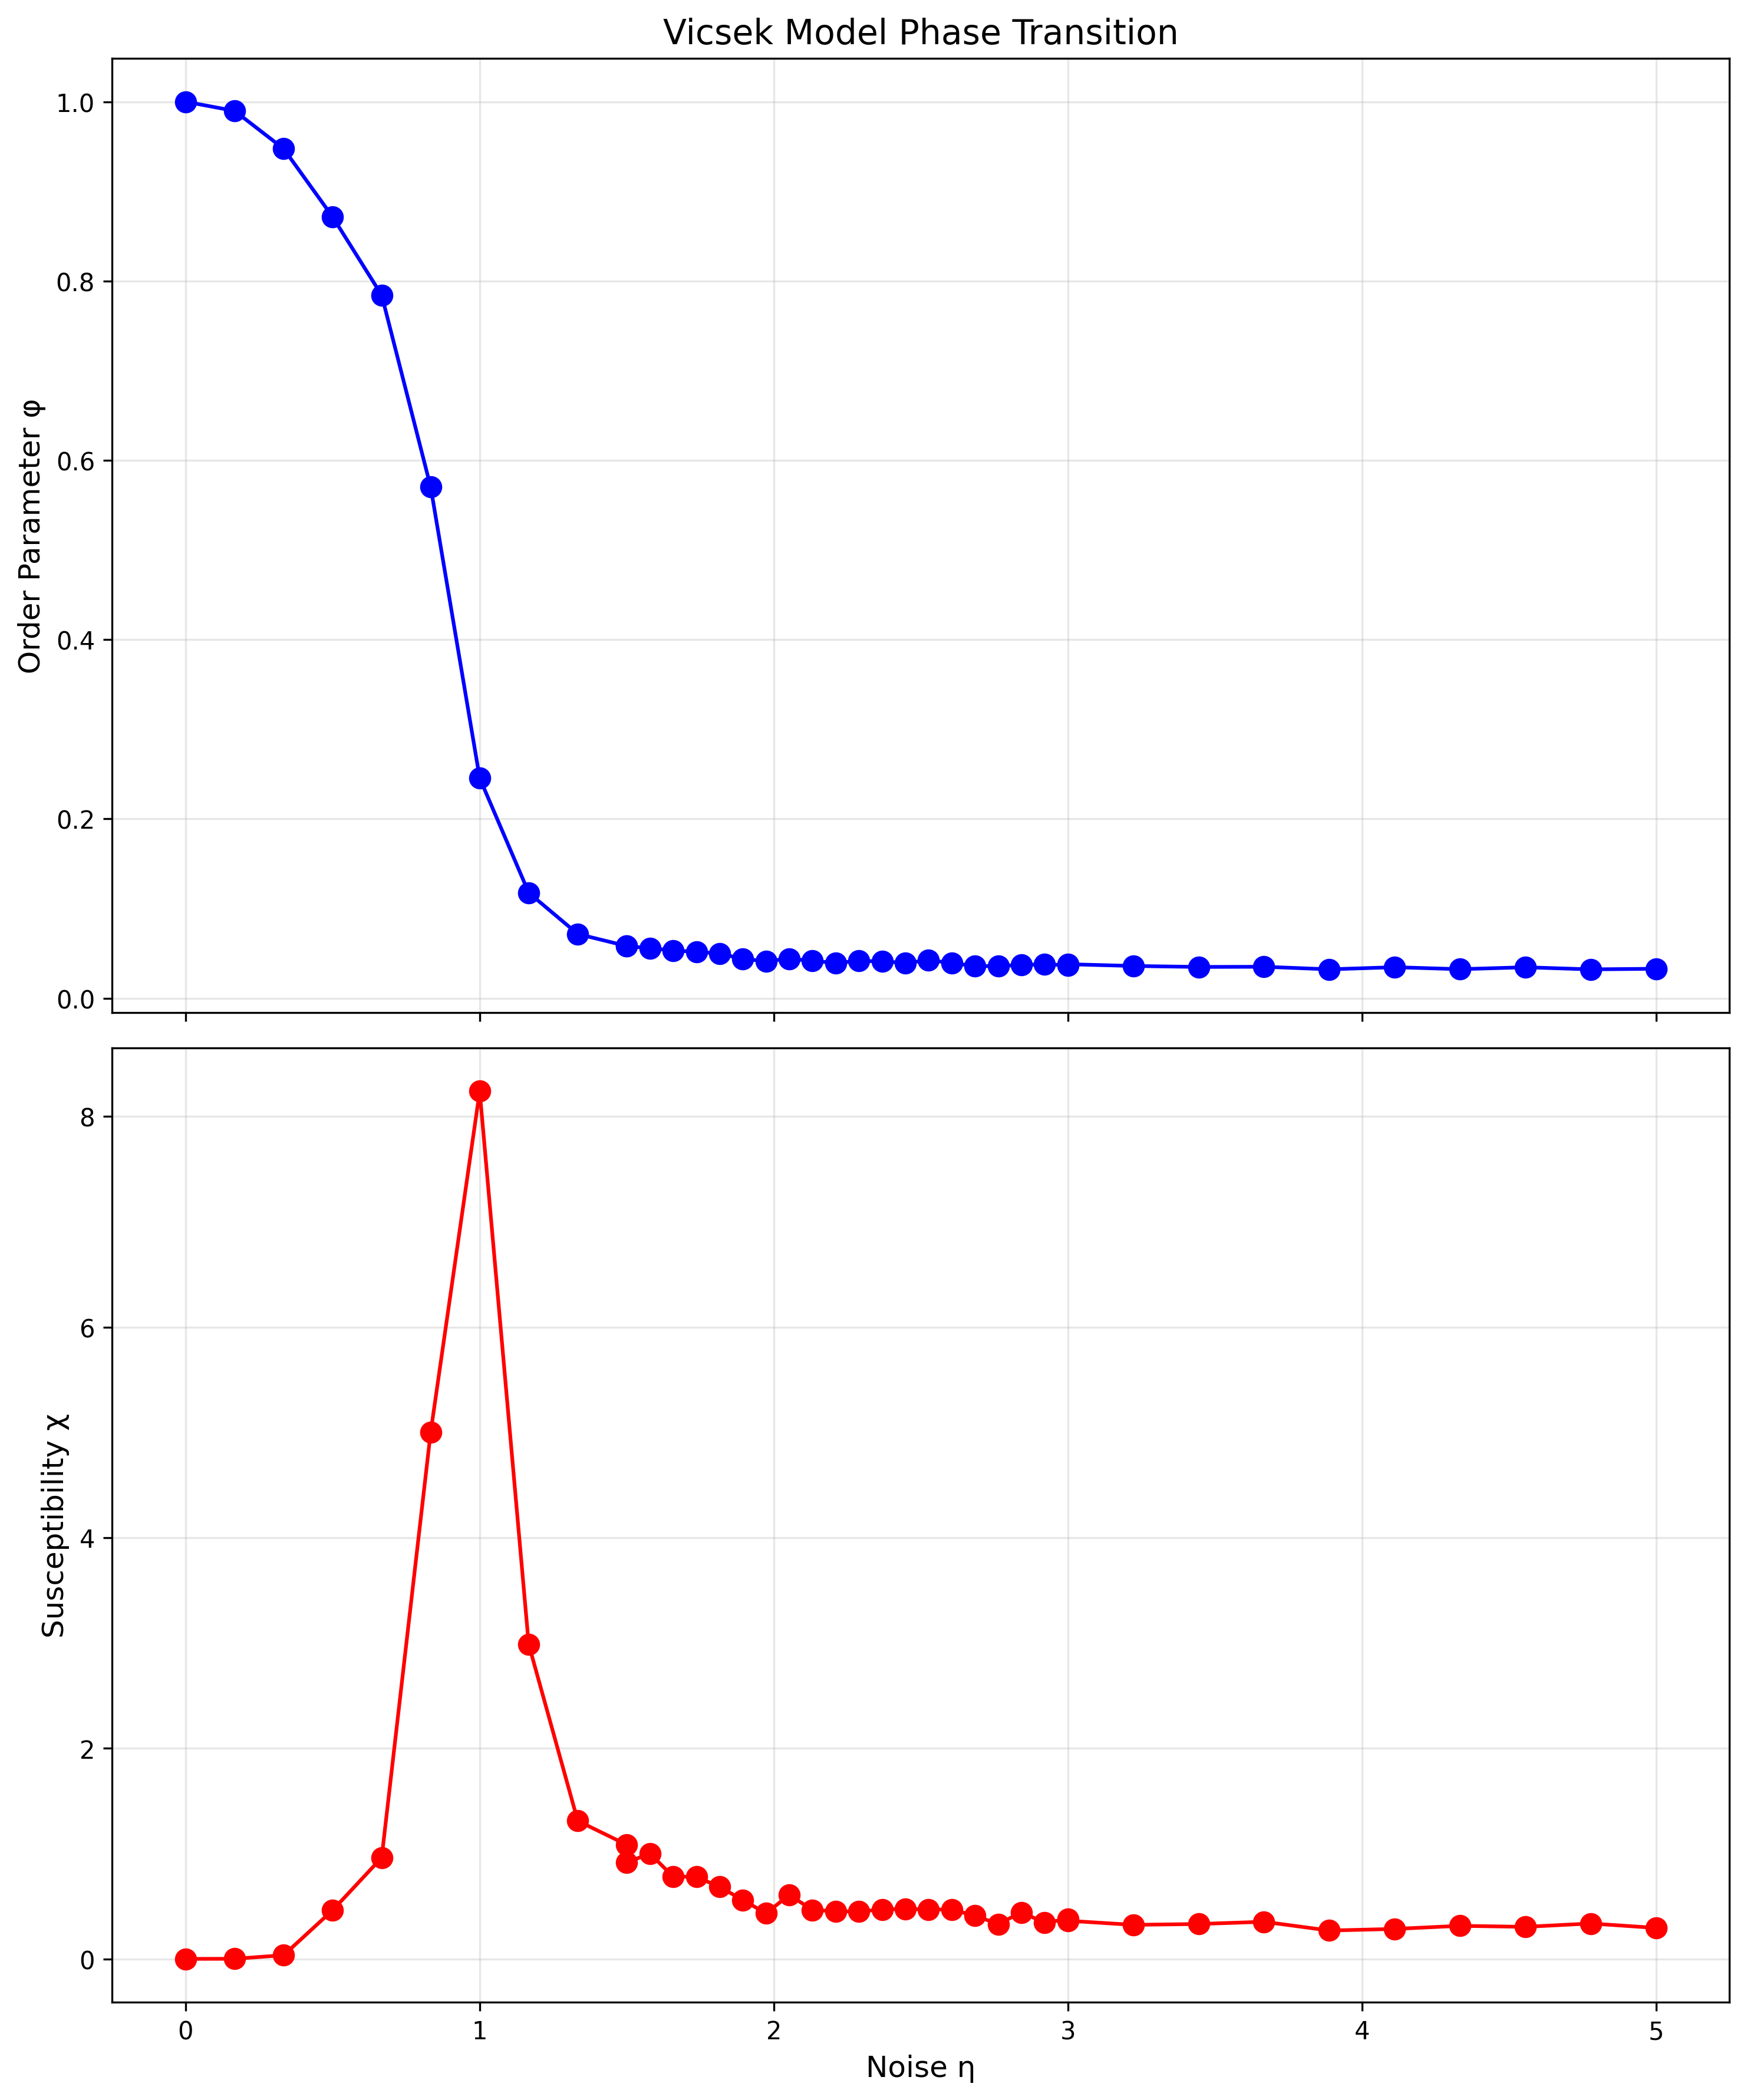 Vicsek Model Phase Transition
1.0
0.8
0.6
0.4
0.2
0.0
Order Parameter φ
8
6
4
2
0
Susceptibility χ
0 1 2 3 4 5
Noise η